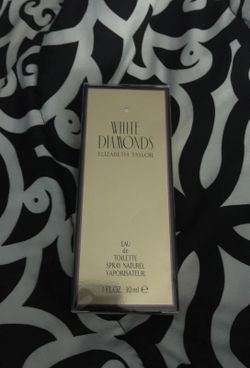 WHITE
DIAMONDS
ELIZABETH TAYLOR
EAU
de
TOILETTE
SPRAY NATUREL
VAPORISATEUR
1 FL OZ. 30 ml ℮